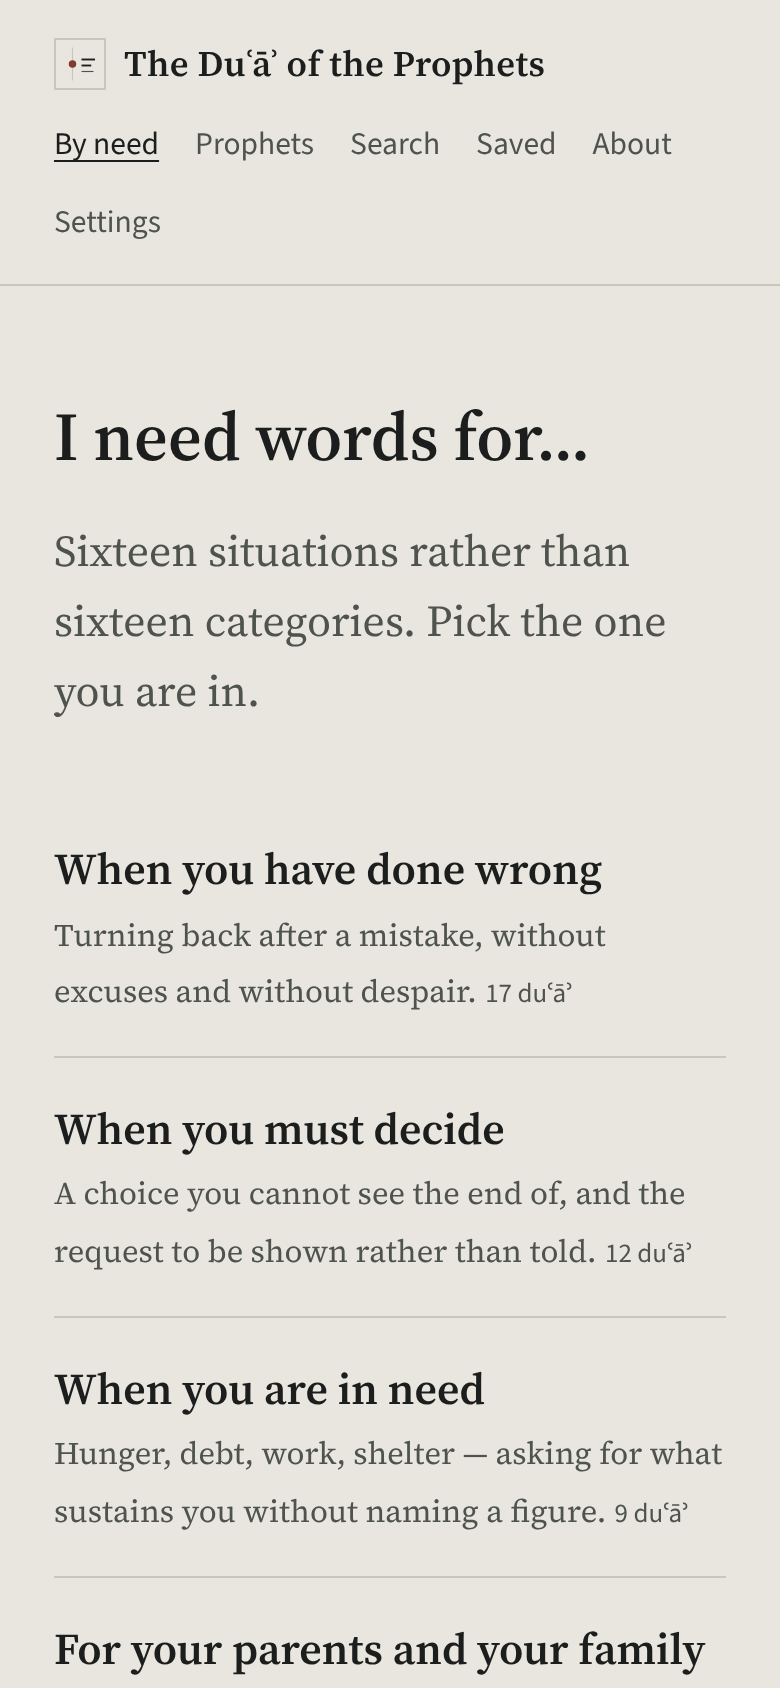 The Duʿāʾ of the Prophets
By need Prophets Search Saved About
Settings
I need words for...
Sixteen situations rather than
sixteen categories. Pick the one
you are in.
When you have done wrong
Turning back after a mistake, without
excuses and without despair. 17 duʿāʾ
When you must decide
A choice you cannot see the end of, and the
request to be shown rather than told. 12 duʿāʾ
When you are in need
Hunger, debt, work, shelter — asking for what
sustains you without naming a figure. 9 duʿāʾ
For your parents and your family